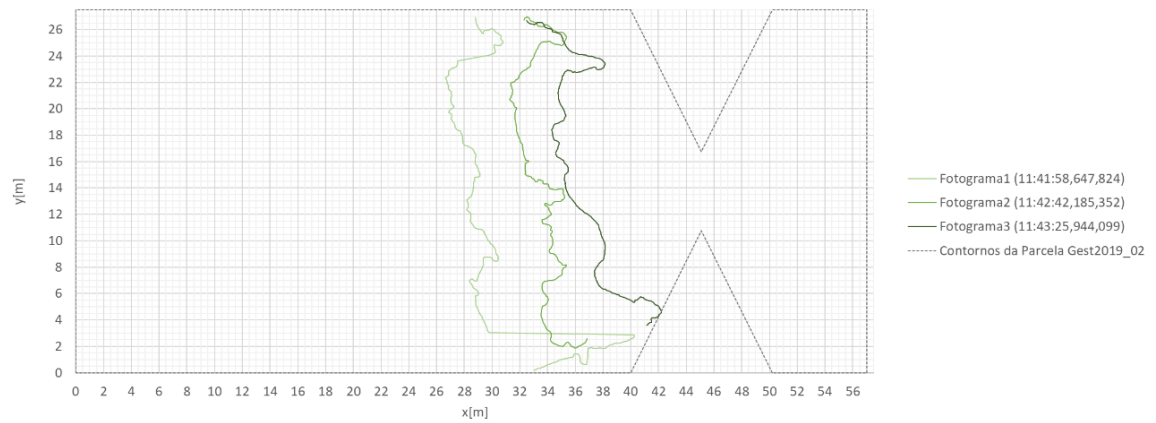 y[m]
26
24
22
20
18
16
14
12
10
8
6
4
2
0
0 2 4 6 8 10 12 14 16 18 20 22 24 26 28 30 32 34 36 38 40 42 44 46 48 50 52 54 56
x[m]
Fotograma1 (11:41:58,647,824)
Fotograma2 (11:42:42,185,352)
Fotograma3 (11:43:25,944,099)
Contornos da Parcela Gest2019_02